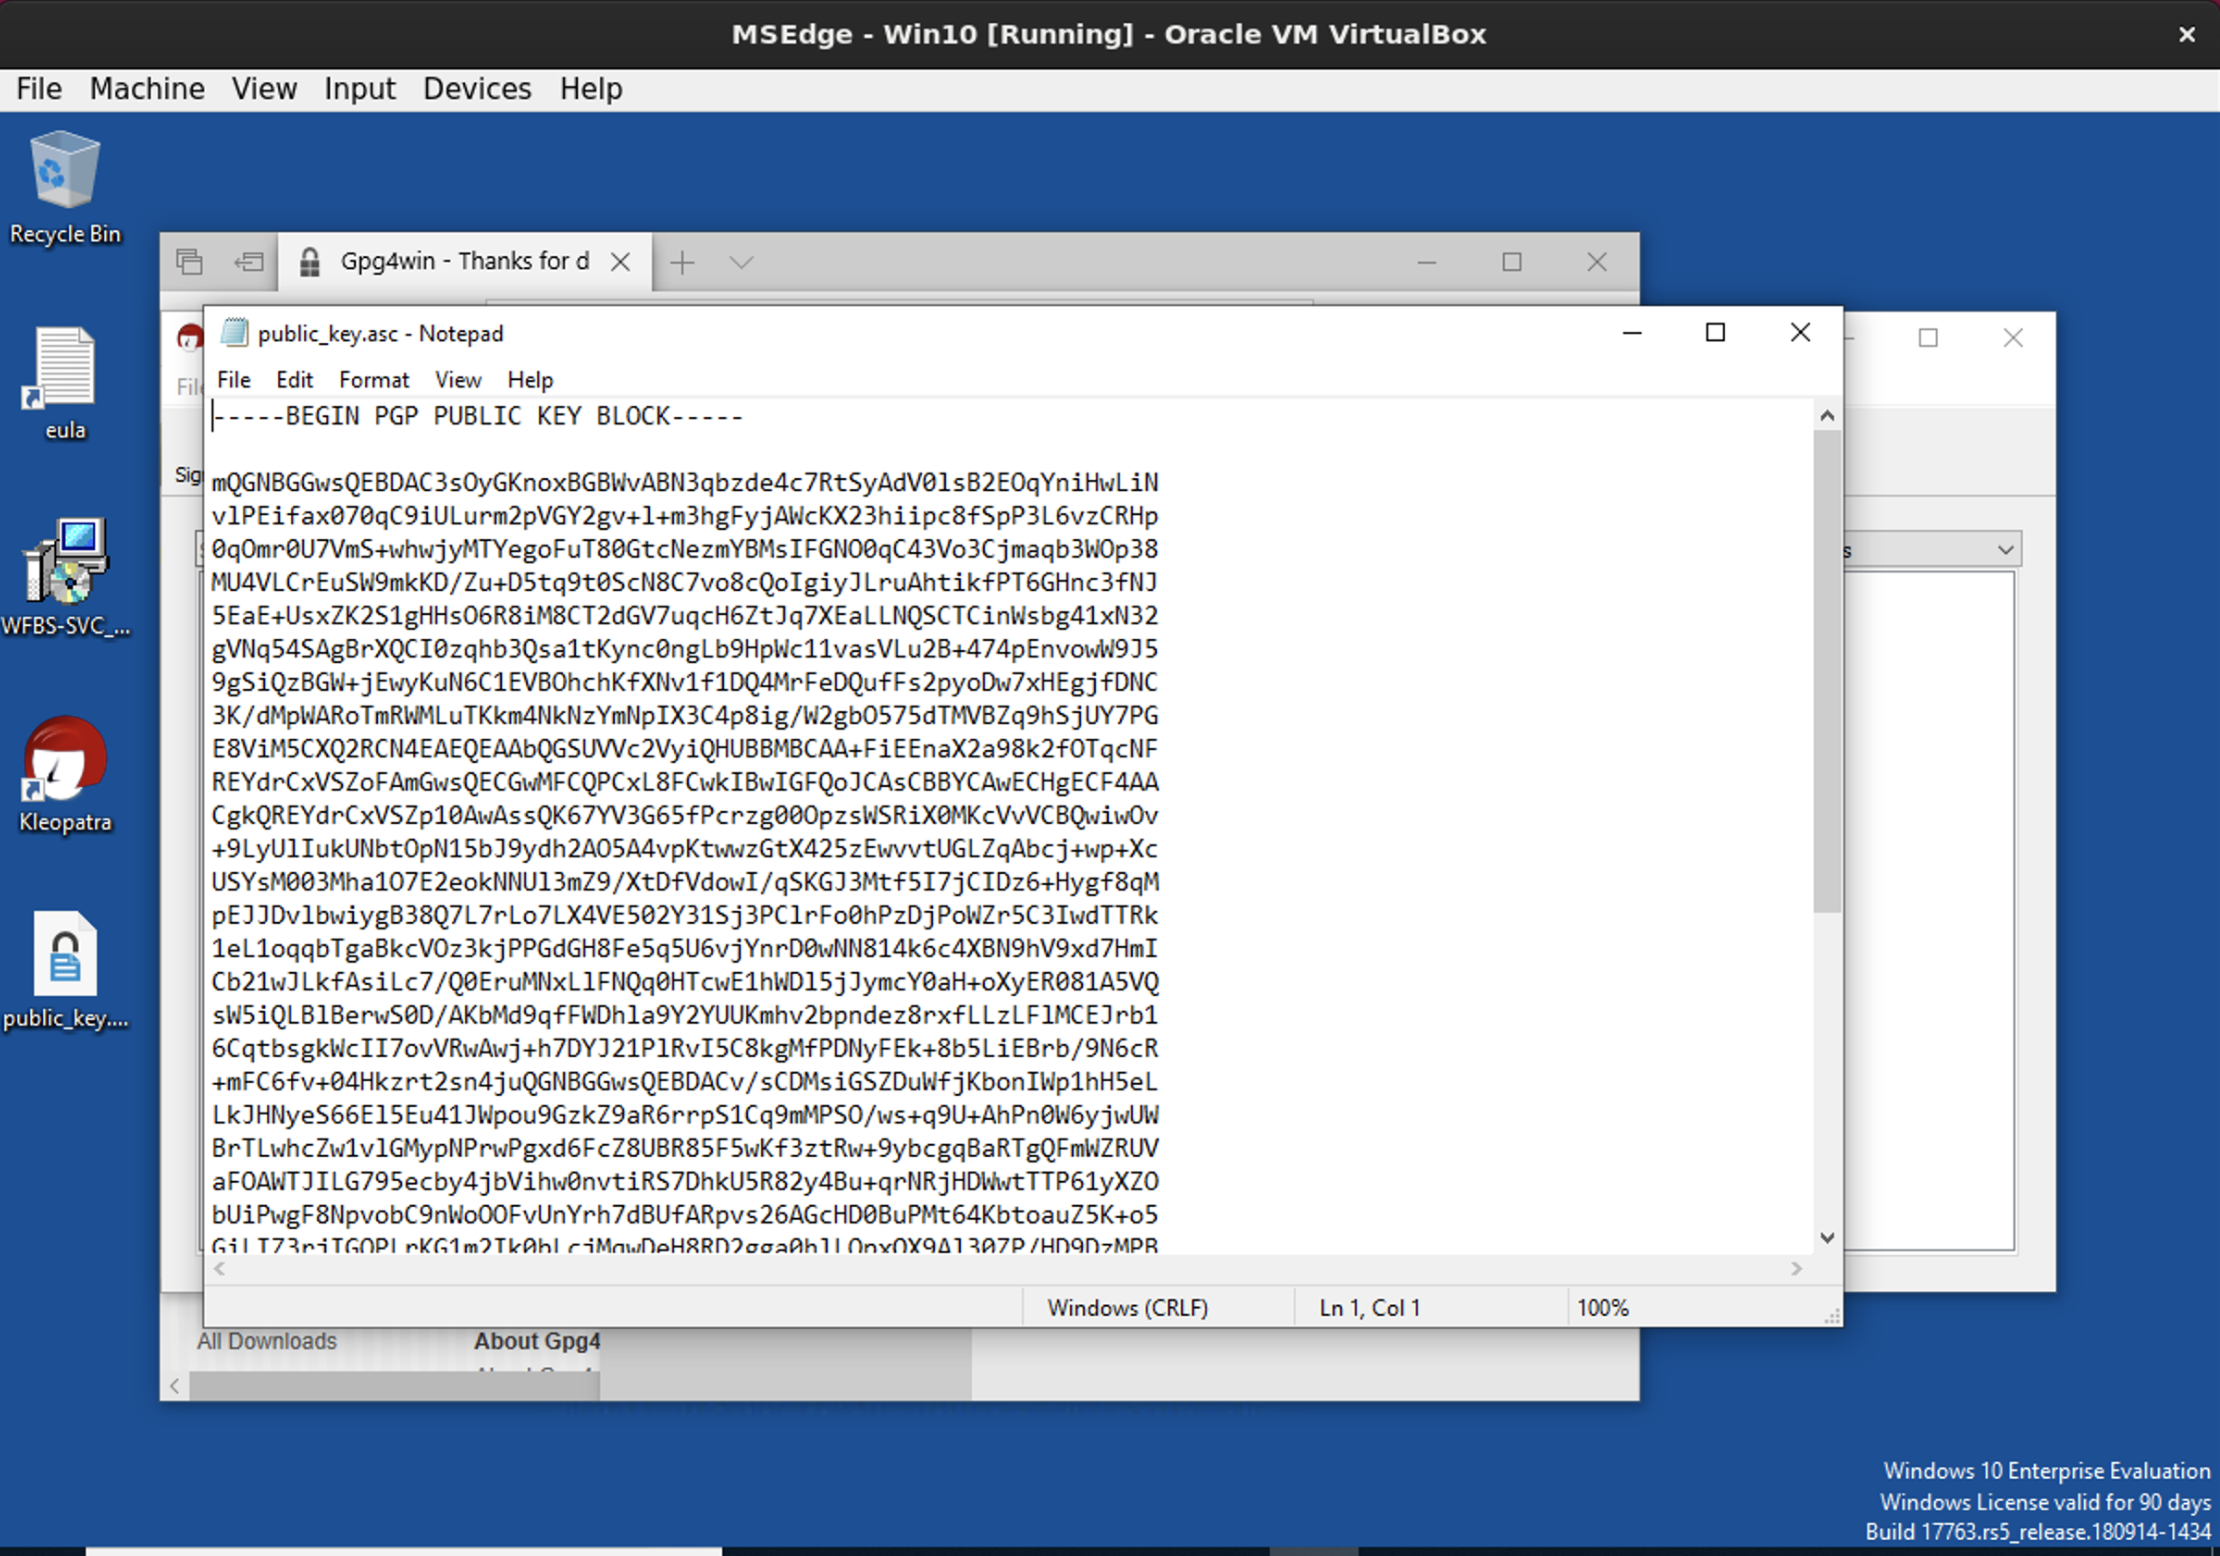 MSEdge - Win10 [Running] - Oracle VM VirtualBox
File Machine View Input Devices Help
Recycle Bin
eula
WFBS-SVC_...
Kleopatra
public_key....
Gpg4win - Thanks for d
public_key.asc - Notepad
File Edit Format View Help
-----BEGIN PGP PUBLIC KEY BLOCK-----
mQGNBGGwsQEBDAC3sOyGKnoxBGBWvABN3qbzde4c7RtSyAdV0lsB2EOqYniHwLiN
vlPEifax070qC9iULurm2pVGY2gv+l+m3hgFyjAWcKX23hiipc8fSpP3L6vzCRHp
0qOmr0U7VmS+whwjyMTYegoFuT80GtcNezmYBMsIFGNO0qC43Vo3Cjmaqb3WOp38
MU4VLCrEuSW9mkKD/Zu+D5tq9t0ScN8C7vo8cQoIgiyJLruAhtikfPT6GHnc3fNJ
5EaE+UsxZK2S1gHHsO6R8iM8CT2dGV7uqcH6ZtJq7XEaLLNQSCTCinWsbg41xN32
gVNq54SAgBrXQCI0zqhb3Qsa1tKync0ngLb9HpWc11vasVLu2B+474pEnvowW9J5
9gSiQzBGW+jEwyKuN6C1EVBOhchKfXNv1f1DQ4MrFeDQufFs2pyoDw7xHEgjfDNC
3K/dMpWARoTmRWMLuTKkm4NkNzYmNpIX3C4p8ig/W2gbO575dTMVBZq9hSjUY7PG
E8ViM5CXQ2RCN4EAEQEAAbQGSUVVc2VyiQHUBBMBCAA+FiEEnaX2a98k2fOTqcNF
REYdrCxVSZoFAmGwsQECGwMFCQPCxL8FCwkIBwIGFQoJCAsCBBYCAwECHgECF4AA
CgkQREYdrCxVSZp10AwAssQK67YV3G65fPcrzg00OpzsWSRiX0MKcVvVCBQwiwOv
+9LyUlIukUNbtOpN15bJ9ydh2AO5A4vpKtwwzGtX425zEwvvtUGLZqAbcj+wp+Xc
USYsM003Mha1O7E2eokNNUl3mZ9/XtDfVdowI/qSKGJ3Mtf5I7jCIDz6+Hygf8qM
pEJJDvlbwiygB38Q7L7rLo7LX4VE502Y31Sj3PClrFo0hPzDjPoWZr5C3IwdTTRk
1eL1oqqbTgaBkcVOz3kjPPGdGH8Fe5q5U6vjYnrD0wNN814k6c4XBN9hV9xd7HmI
Cb21wJLkfAsiLc7/Q0EruMNxLlFNQq0HTcwE1hWDl5jJymcY0aH+oXyER081A5VQ
sW5iQLBlBerwS0D/AKbMd9qfFWDhla9Y2YUUKmhv2bpndez8rxfLLzLFlMCEJrb1
6CqtbsgkWcII7ovVRwAwj+h7DYJ21PlRvI5C8kgMfPDNyFEk+8b5LiEBrb/9N6cR
+mFC6fv+04Hkzrt2sn4juQGNBGGwsQEBDACv/sCDMsiGSZDuWfjKbonIWp1hH5eL
LkJHNyeS66El5Eu41JWpou9GzkZ9aR6rrpS1Cq9mMPSO/ws+q9U+AhPn0W6yjwUW
BrTLwhcZw1vlGMypNPrwPgxd6FcZ8UBR85F5wKf3ztRw+9ybcgqBaRTgQFmWZRUV
aFOAWTJILG795ecby4jbVihw0nvtiRS7DhkU5R82y4Bu+qrNRjHDWwtTTP61yXZO
bUiPwgF8NpvobC9nWoOOFvUnYrh7dBUfARpvs26AGcHD0BuPMt64KbtoauZ5K+o5
Windows (CRLF) Ln 1, Col 1 100%
All Downloads
About Gpg4
Windows 10 Enterprise Evaluation
Windows License valid for 90 days
Build 17763.rs5_release.180914-1434